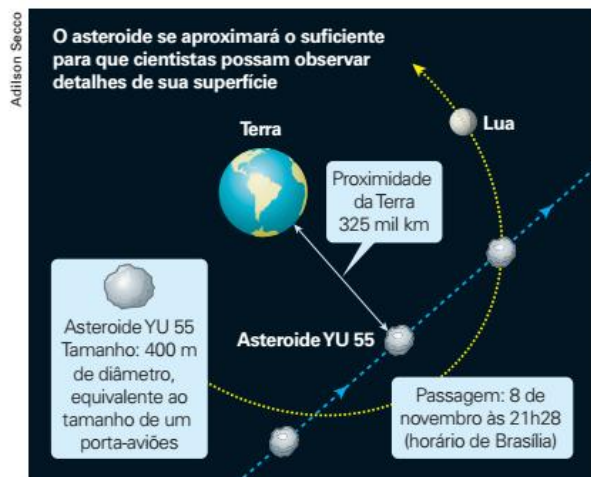 Adilson Secco
O asteroide se aproximará o suficiente
para que cientistas possam observar
detalhes de sua superfície
Terra
Lua
Proximidade
da Terra
325 mil km
Asteroide YU 55
Tamanho: 400 m
de diâmetro,
equivalente ao
tamanho de um
porta-aviões
Asteroide YU 55
Passagem: 8 de
novembro às 21h28
(horário de Brasília)